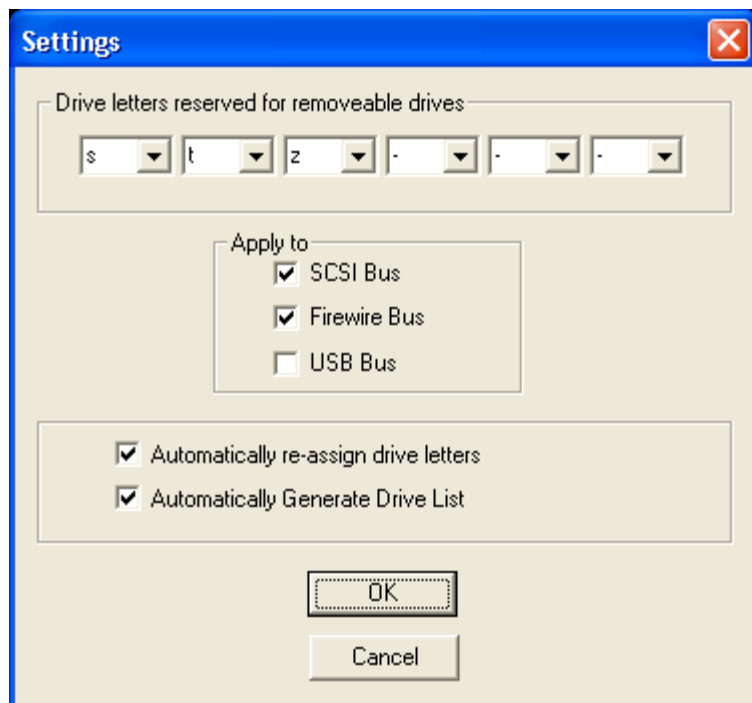 Settings
Drive letters reserved for removeable drives
s t z - - -
Apply to
SCSI Bus
Firewire Bus
USB Bus
Automatically re-assign drive letters
Automatically Generate Drive List
OK
Cancel